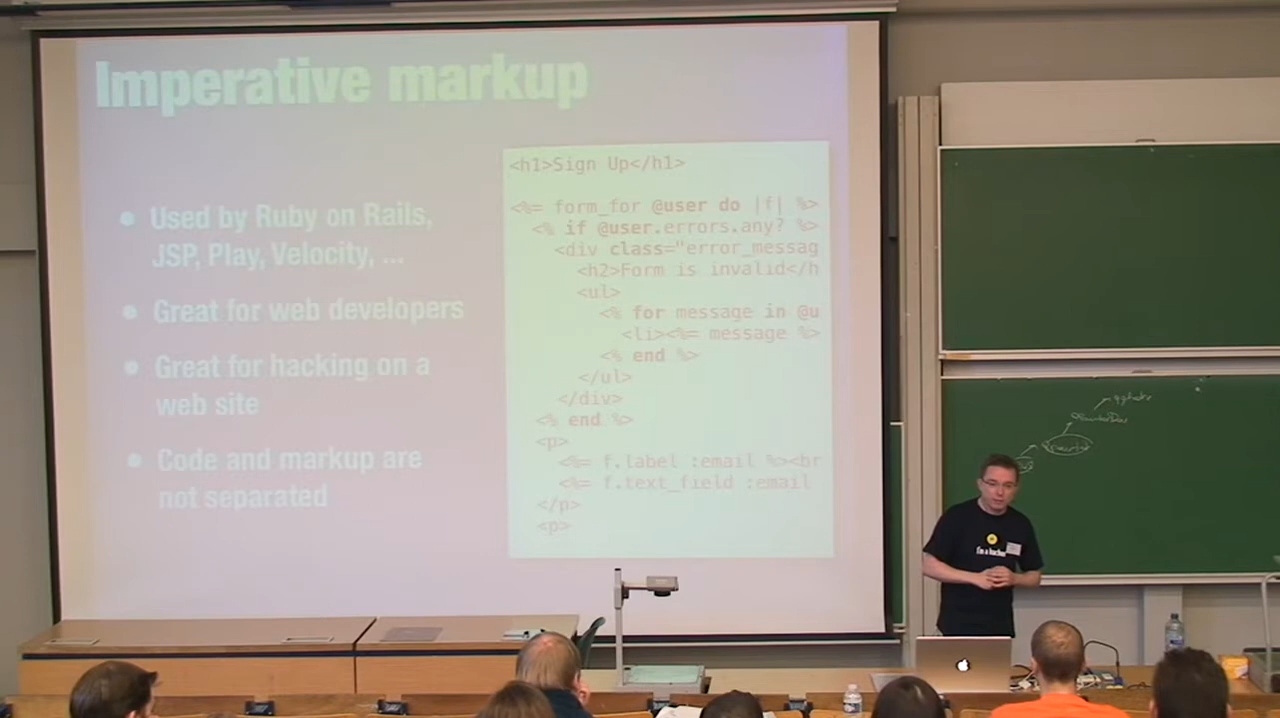 Imperative markup
• Used by Ruby on Rails,
JSP, Play, Velocity, ...
• Great for web developers
• Great for hacking on a
web site
• Code and markup are
not separated
<h1>Sign Up</h1>
<%= form_for @user do |f| %>
<% if @user.errors.any? %>
<div class="error_messag
<h2>Form is invalid</h
<ul>
<% for message in @u
<li><%= message %>
<% end %>
</ul>
</div>
<% end %>
<p>
<%= f.label :email %><br
<%= f.text_field :email
</p>
<p>
I'm a hacker